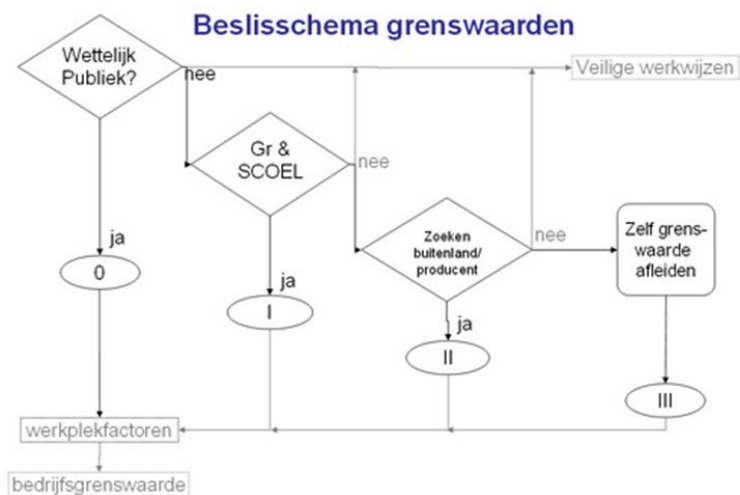 Beslisschema grenswaarden
Wettelijk
Publiek?
nee
Veilige werkwijzen
Gr &
SCOEL
nee
Zoeken
buitenland/
producent
nee
Zelf grens-
waarde
afleiden
ja
0
ja
I
ja
II
III
werkplekfactoren
bedrijfsgrenswaarde